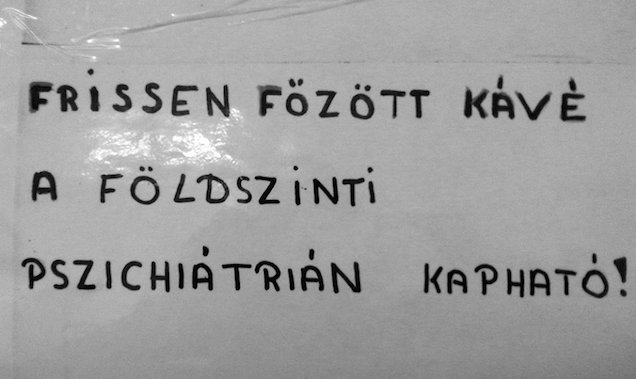 FRISSEN FŐZÖTT KÁVÉ
A FÖLDSZINTI
PSZICHIÁTRIÁN KAPHATÓ!